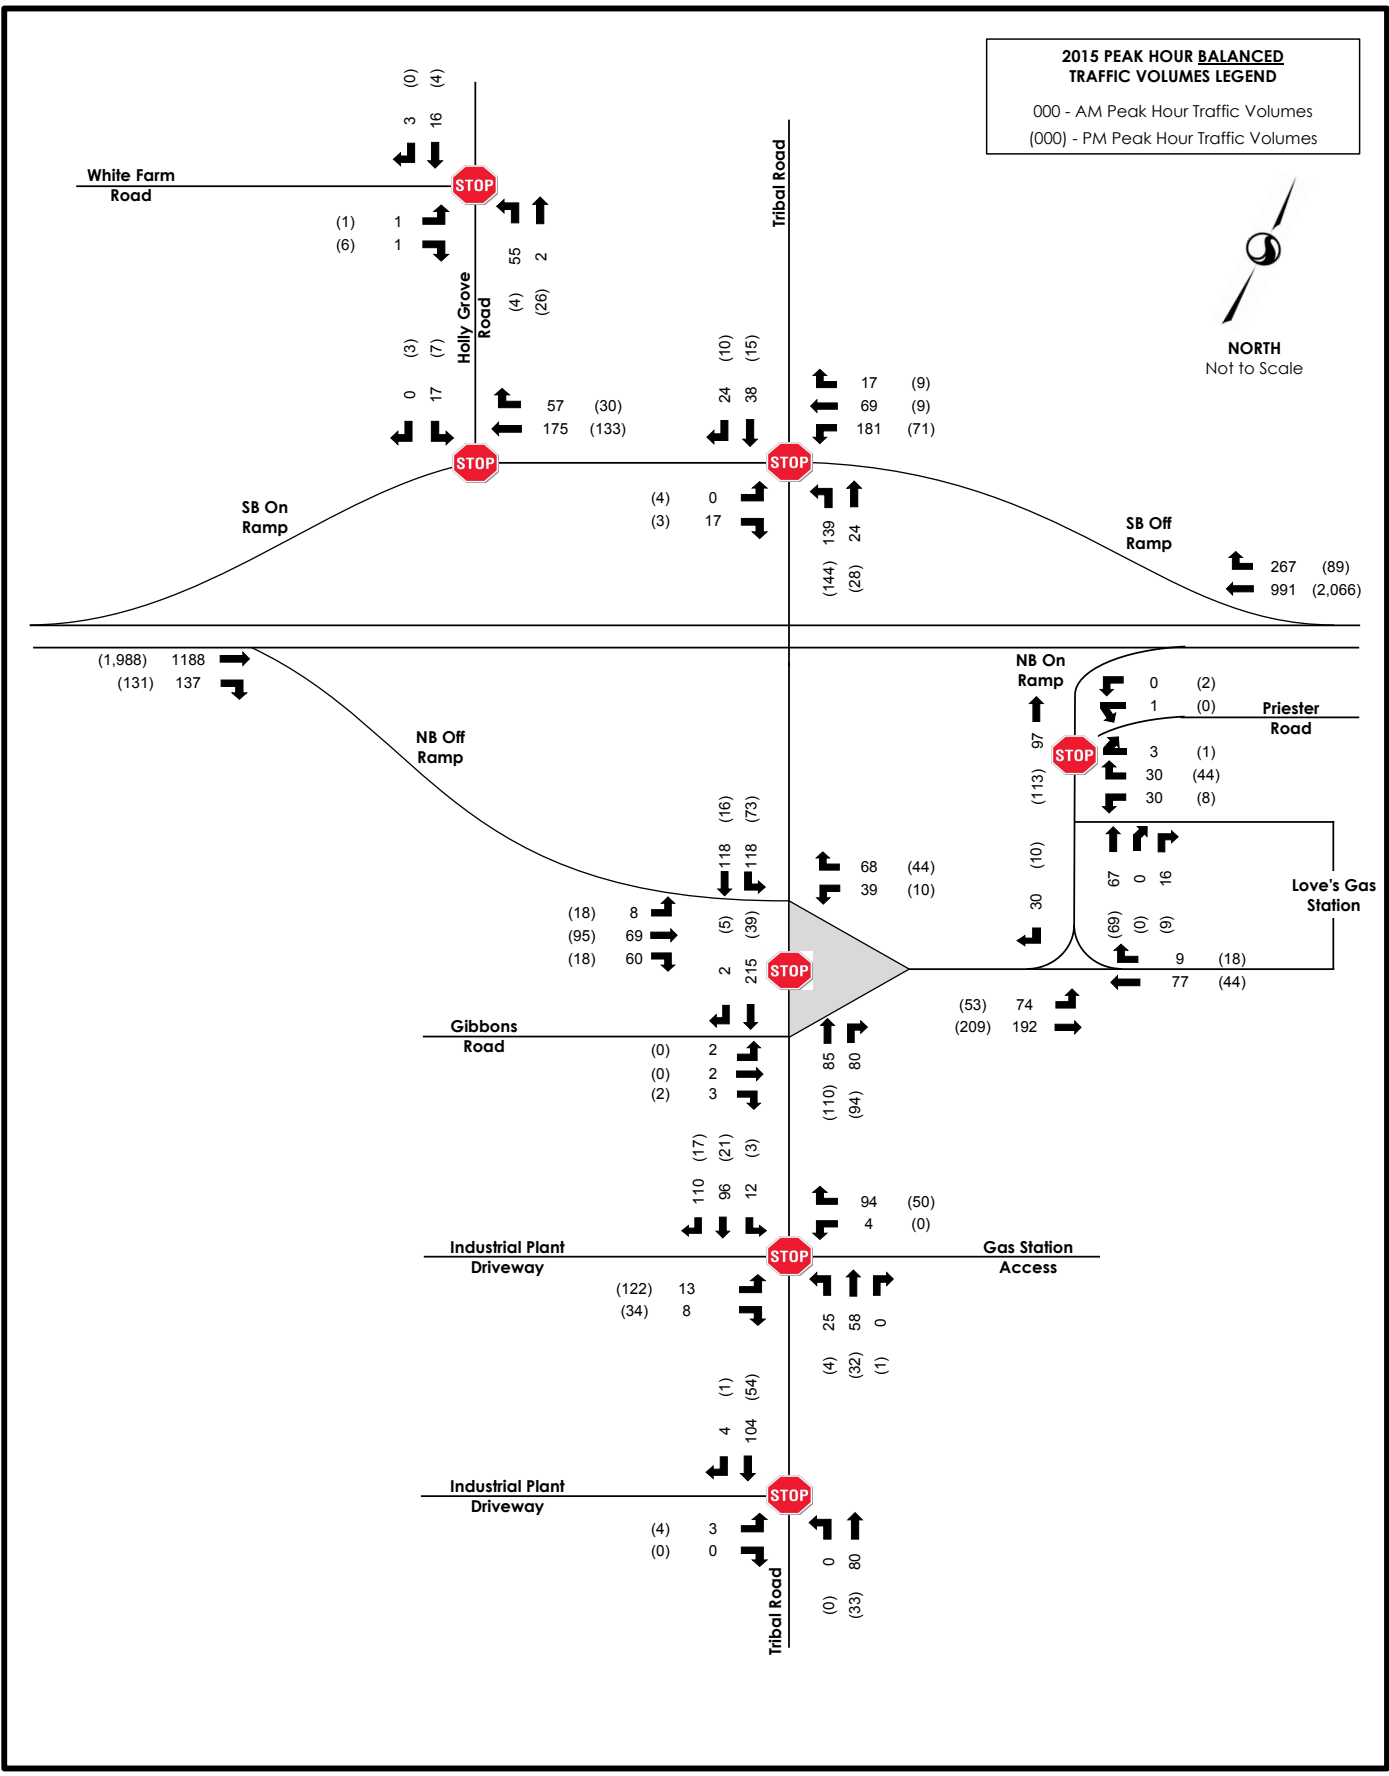 2015 PEAK HOUR BALANCED
TRAFFIC VOLUMES LEGEND
000 - AM Peak Hour Traffic Volumes
(000) - PM Peak Hour Traffic Volumes
NORTH
Not to Scale
(0) (4)
3 16
White Farm
Road
STOP
(1) 1
(6) 1
55 2
(4) (26)
Holly Grove
Road
Tribal Road
(3) (7)
0 17
57 (30)
175 (133)
STOP
(10) (15)
24 38
17 (9)
69 (9)
181 (71)
STOP
(4) 0
(3) 17
139 24
(144) (28)
SB On
Ramp
SB Off
Ramp
267 (89)
991 (2,066)
(1,988) 1188
(131) 137
NB Off
Ramp
NB On
Ramp
0 (2)
1 (0)
Priester
Road
97
(113)
STOP
3 (1)
30 (44)
30 (8)
(10)
30
67 0 16
(69) (0) (9)
Love's Gas
Station
(16) (73)
118 118
68 (44)
39 (10)
(18) 8
(95) 69
(18) 60
(5) (39)
2 215
STOP
9 (18)
77 (44)
(53) 74
(209) 192
Gibbons
Road
(0) 2
(0) 2
(2) 3
85 80
(110) (94)
(17) (21) (3)
110 96 12
94 (50)
4 (0)
Industrial Plant
Driveway
STOP
Gas Station
Access
(122) 13
(34) 8
25 58 0
(4) (32) (1)
(1) (54)
4 104
Industrial Plant
Driveway
STOP
(4) 3
(0) 0
0 80
(0) (33)
Tribal Road